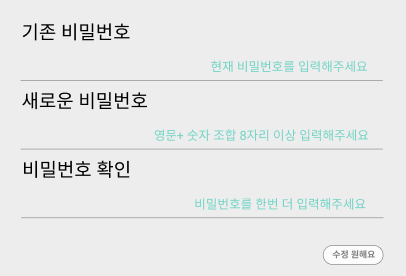 기존 비밀번호
현재 비밀번호를 입력해주세요
새로운 비밀번호
영문+ 숫자 조합 8자리 이상 입력해주세요
비밀번호 확인
비밀번호를 한번 더 입력해주세요
수정 원해요